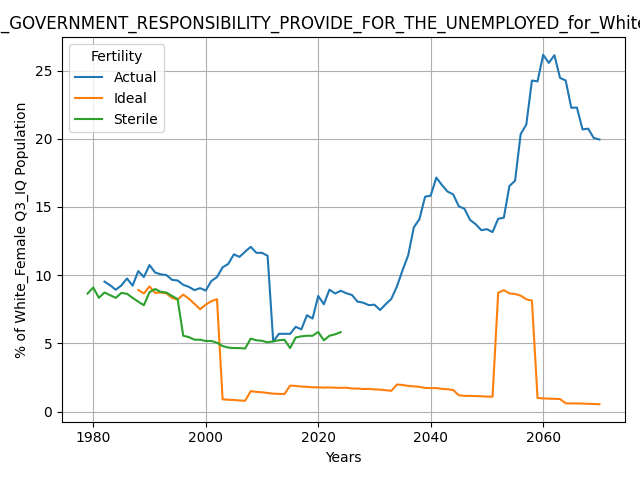 _GOVERNMENT_RESPONSIBILITY_PROVIDE_FOR_THE_UNEMPLOYED_for_White
Fertility
Actual
Ideal
Sterile
% of White_Female Q3_IQ Population
25
20
15
10
5
0
1980
2000
2020
2040
2060
Years